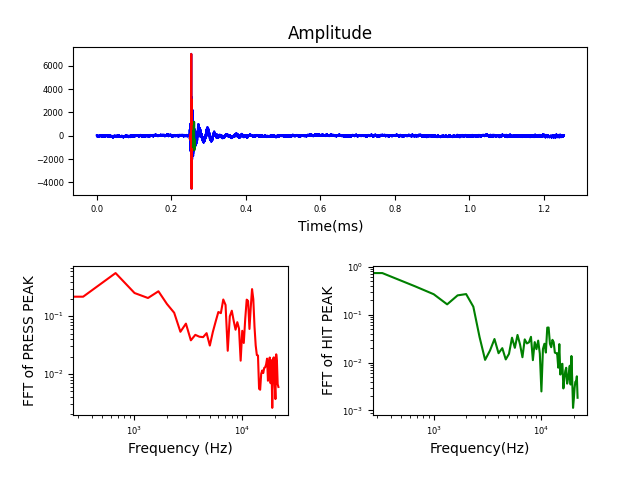 Amplitude
6000
4000
2000
0
−2000
−4000
0.0 0.2 0.4 0.6 0.8 1.0 1.2
Time(ms)
FFT of PRESS PEAK
10⁻¹
10⁻²
10³ 10⁴
Frequency (Hz)
FFT of HIT PEAK
10⁰
10⁻¹
10⁻²
10⁻³
10³ 10⁴
Frequency(Hz)